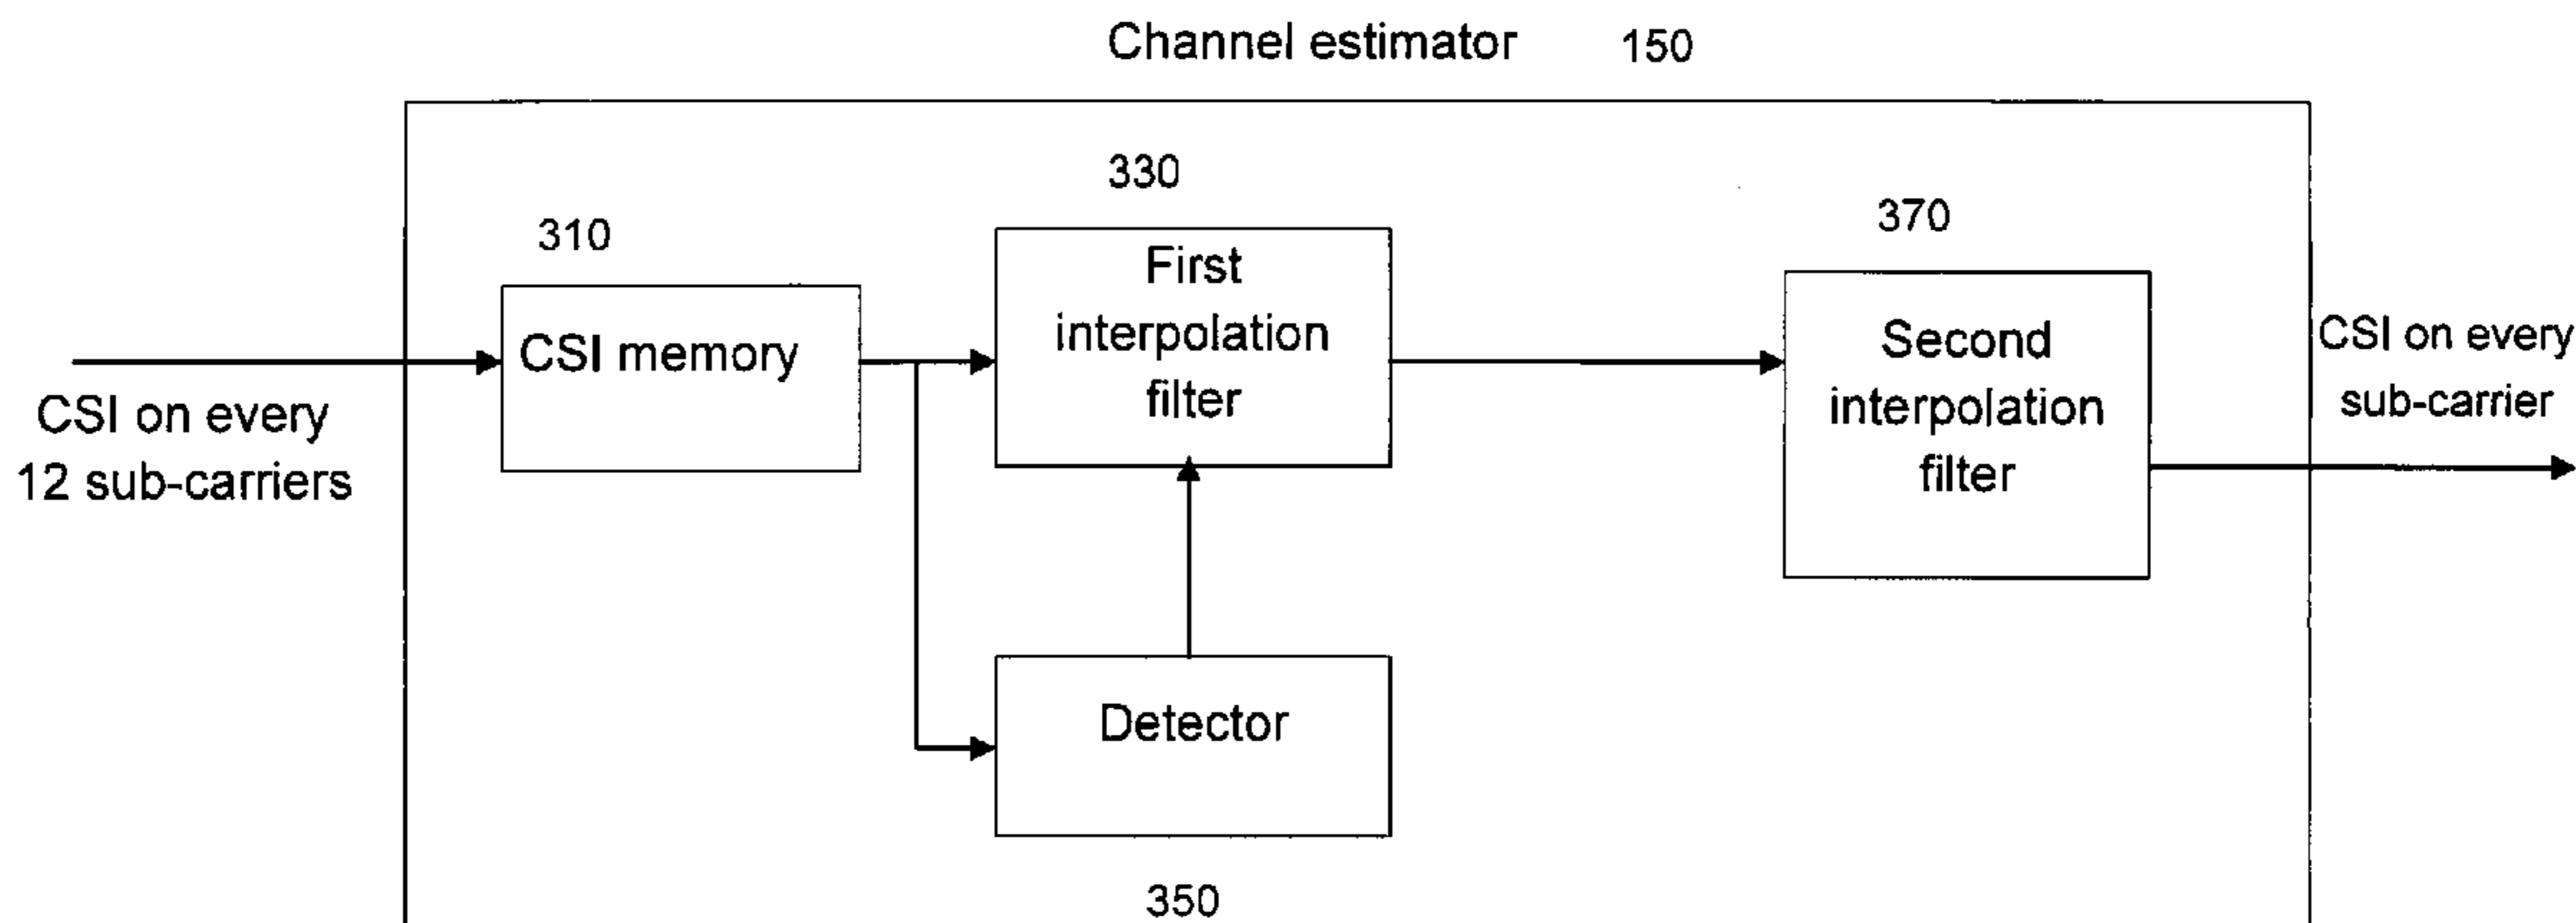 Channel estimator 150
330
310
370
First
interpolation
filter
CSI memory
Second
interpolation
filter
CSI on every
sub-carrier
CSI on every
12 sub-carriers
Detector
350